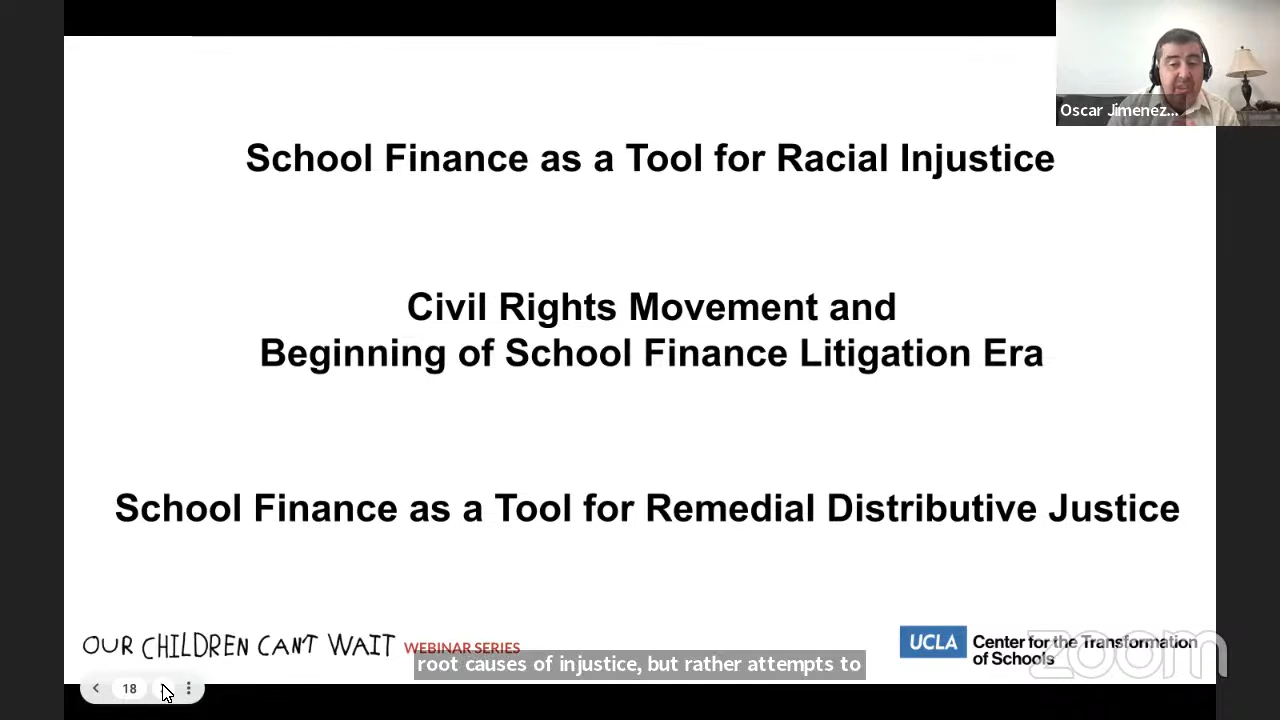 Oscar Jimenez...
School Finance as a Tool for Racial Injustice
Civil Rights Movement and
Beginning of School Finance Litigation Era
School Finance as a Tool for Remedial Distributive Justice
OUR CHILDREN CAN'T WAIT WEBINAR SERIES
UCLA Center for the Transformation
of Schools
root causes of injustice, but rather attempts to
zoom
18